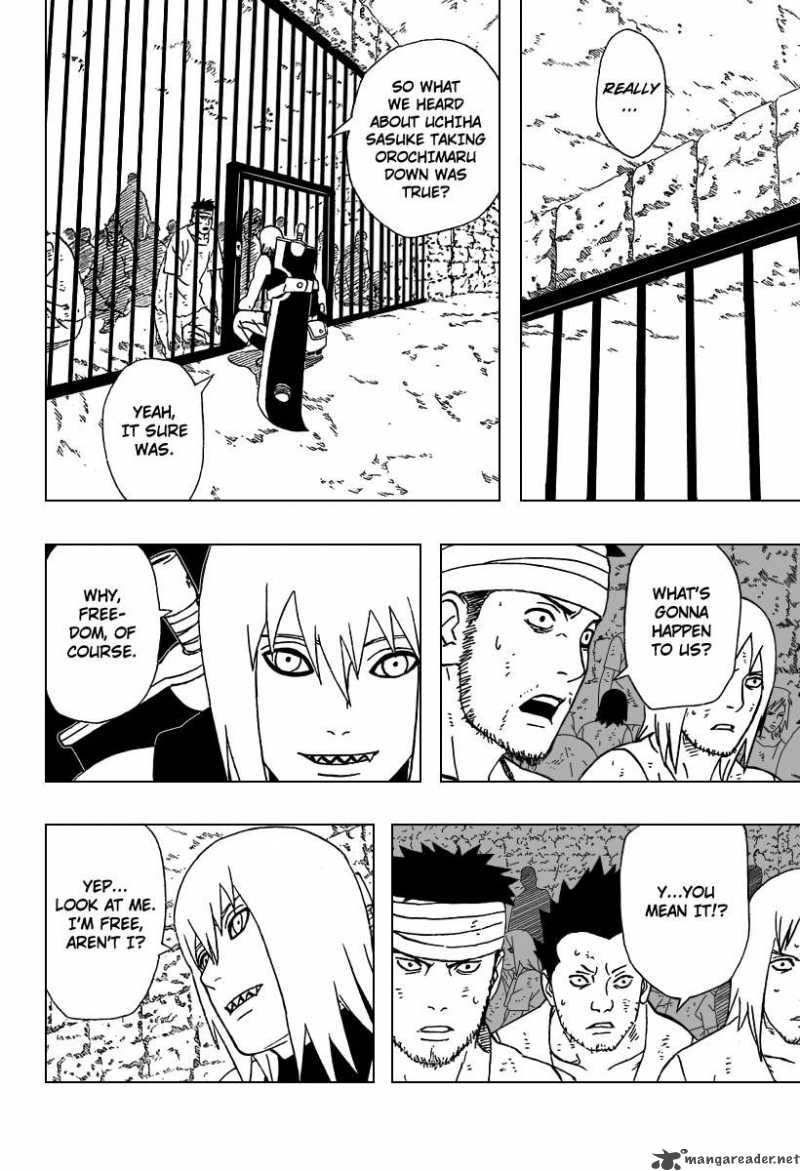 REALLY
...
SO WHAT
WE HEARD
ABOUT UCHIHA
SASUKE TAKING
OROCHIMARU
DOWN WAS
TRUE?
YEAH,
IT SURE
WAS.
WHAT'S
GONNA
HAPPEN
TO US?
WHY,
FREE-
DOM, OF
COURSE.
Y...YOU
MEAN IT!?
YEP...
LOOK AT ME.
I'M FREE,
AREN'T I?
mangareader.net